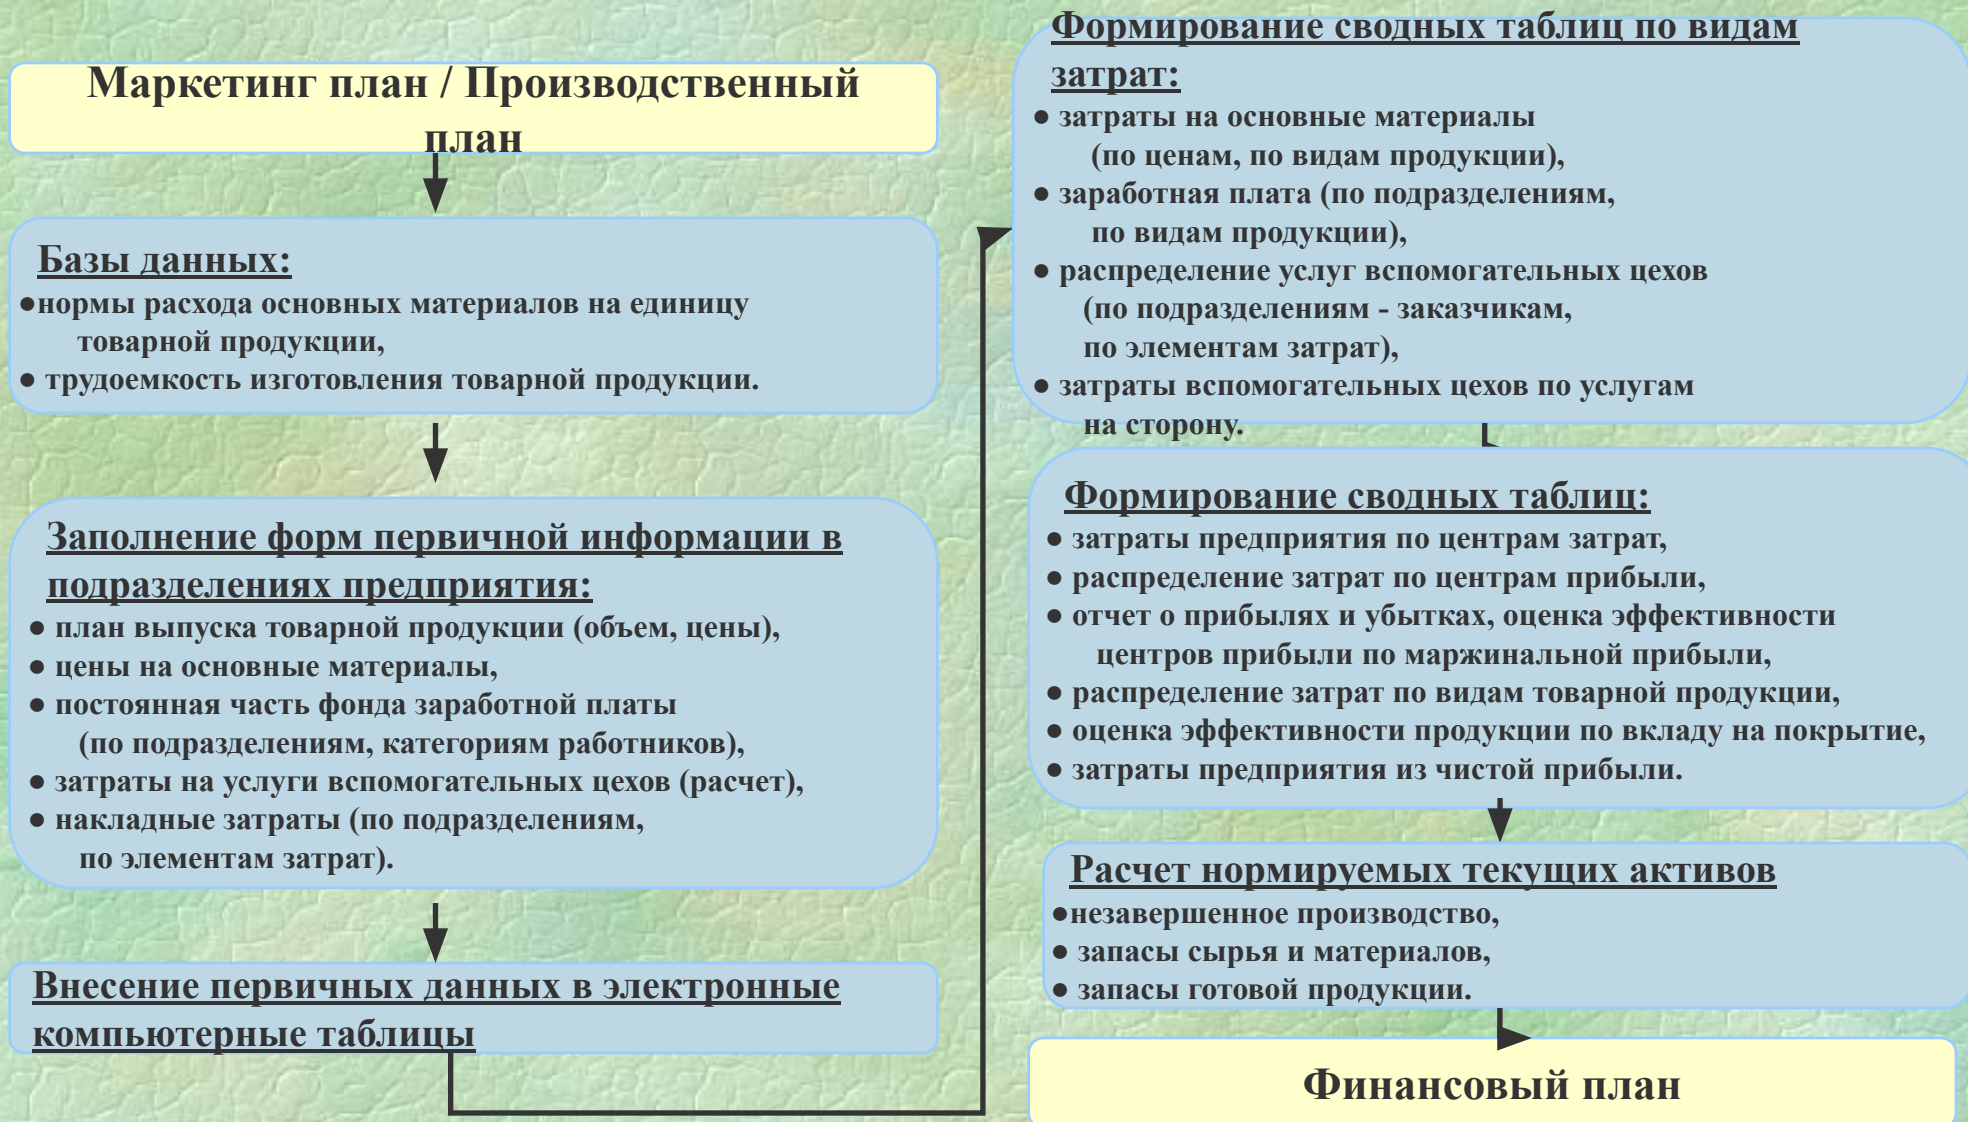 Маркетинг план / Производственный
план
Базы данных:
●нормы расхода основных материалов на единицу
товарной продукции,
● трудоемкость изготовления товарной продукции.
Заполнение форм первичной информации в
подразделениях предприятия:
● план выпуска товарной продукции (объем, цены),
● цены на основные материалы,
● постоянная часть фонда заработной платы
(по подразделениям, категориям работников),
● затраты на услуги вспомогательных цехов (расчет),
● накладные затраты (по подразделениям,
по элементам затрат).
Внесение первичных данных в электронные
компьютерные таблицы
Формирование сводных таблиц по видам
затрат:
● затраты на основные материалы
(по ценам, по видам продукции),
● заработная плата (по подразделениям,
по видам продукции),
● распределение услуг вспомогательных цехов
(по подразделениям - заказчикам,
по элементам затрат),
● затраты вспомогательных цехов по услугам
на сторону.
Формирование сводных таблиц:
● затраты предприятия по центрам затрат,
● распределение затрат по центрам прибыли,
● отчет о прибылях и убытках, оценка эффективности
центров прибыли по маржинальной прибыли,
● распределение затрат по видам товарной продукции,
● оценка эффективности продукции по вкладу на покрытие,
● затраты предприятия из чистой прибыли.
Расчет нормируемых текущих активов
●незавершенное производство,
● запасы сырья и материалов,
● запасы готовой продукции.
Финансовый план